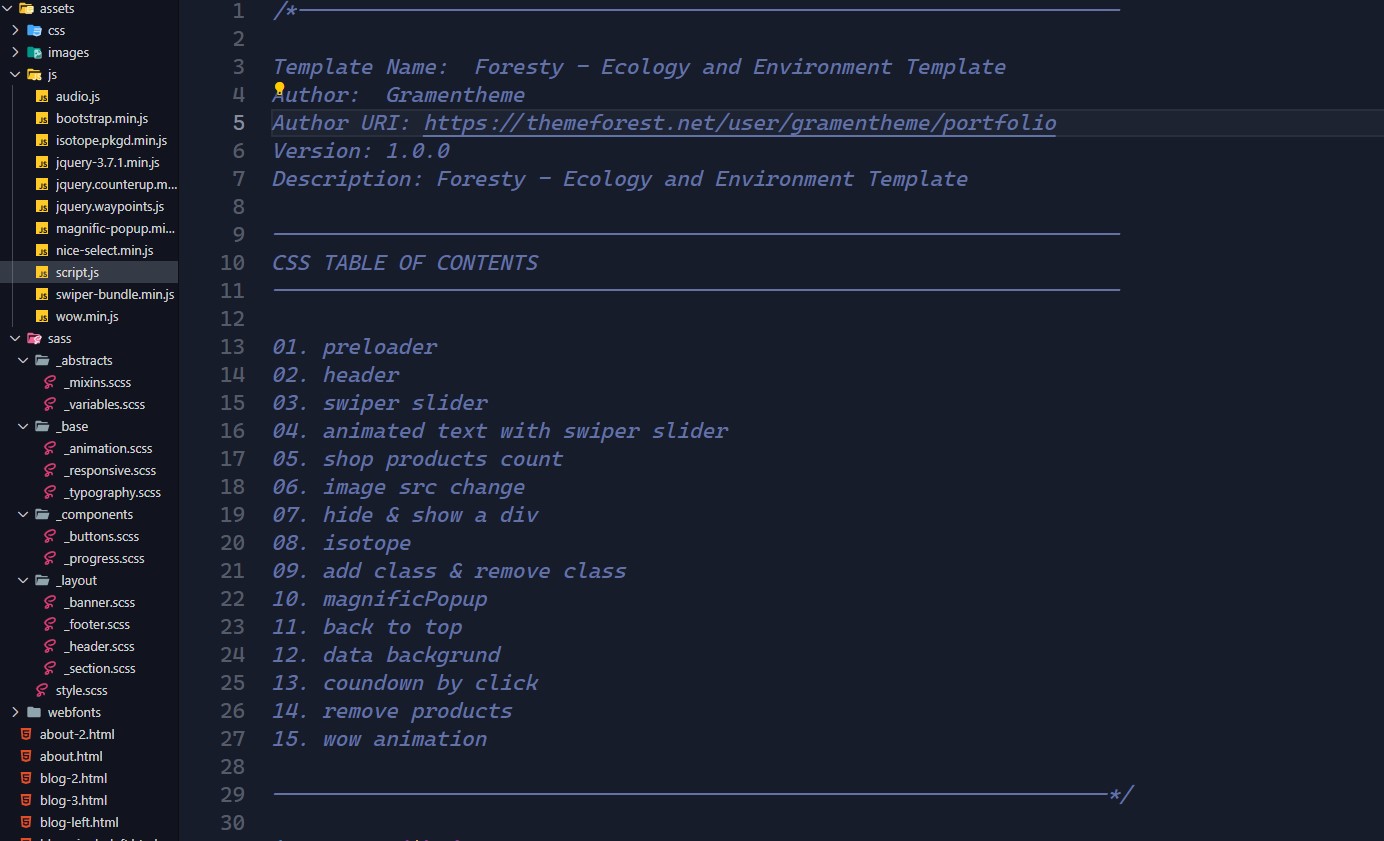 assets
css
images
js
audio.js
bootstrap.min.js
isotope.pkgd.min.js
jquery-3.7.1.min.js
jquery.counterup.m...
jquery.waypoints.js
magnific-popup.mi...
nice-select.min.js
script.js
swiper-bundle.min.js
wow.min.js
sass
_abstracts
_mixins.scss
_variables.scss
_base
_animation.scss
_responsive.scss
_typography.scss
_components
_buttons.scss
_progress.scss
_layout
_banner.scss
_footer.scss
_header.scss
_section.scss
style.scss
webfonts
about-2.html
about.html
blog-2.html
blog-3.html
blog-left.html
1 /*
2
3 Template Name:  Foresty - Ecology and Environment Template
4 Author:  Gramentheme
5 Author URI: https://themeforest.net/user/gramentheme/portfolio
6 Version: 1.0.0
7 Description: Foresty - Ecology and Environment Template
8
9
10 CSS TABLE OF CONTENTS
11
12
13 01. preloader
14 02. header
15 03. swiper slider
16 04. animated text with swiper slider
17 05. shop products count
18 06. image src change
19 07. hide & show a div
20 08. isotope
21 09. add class & remove class
22 10. magnificPopup
23 11. back to top
24 12. data backgrund
25 13. coundown by click
26 14. remove products
27 15. wow animation
28
29 */
30